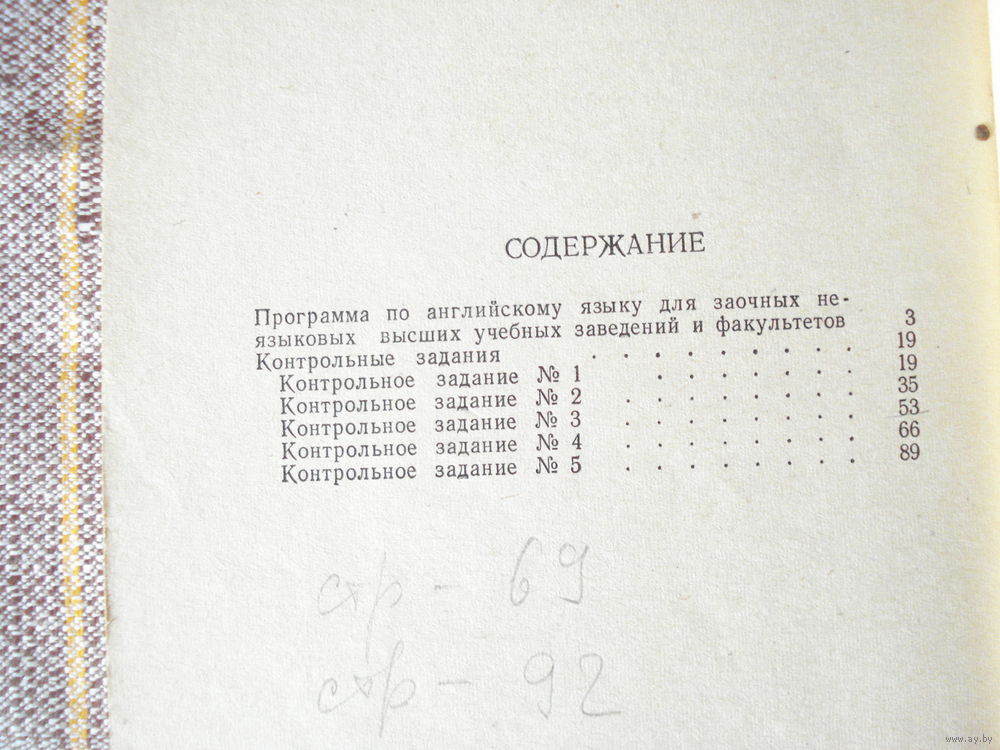 СОДЕРЖАНИЕ
Программа по английскому языку для заочных не-
языковых высших учебных заведений и факультетов 3
Контрольные задания . . . . . . . . . 19
Контрольное задание № 1 . . . . . . . 19
Контрольное задание № 2 . . . . . . . . 35
Контрольное задание № 3 . . . . . . . . 53
Контрольное задание № 4 . . . . . . . . 66
Контрольное задание № 5 . . . . . . . . 89
стр - 69
стр - 92
www.ay.by